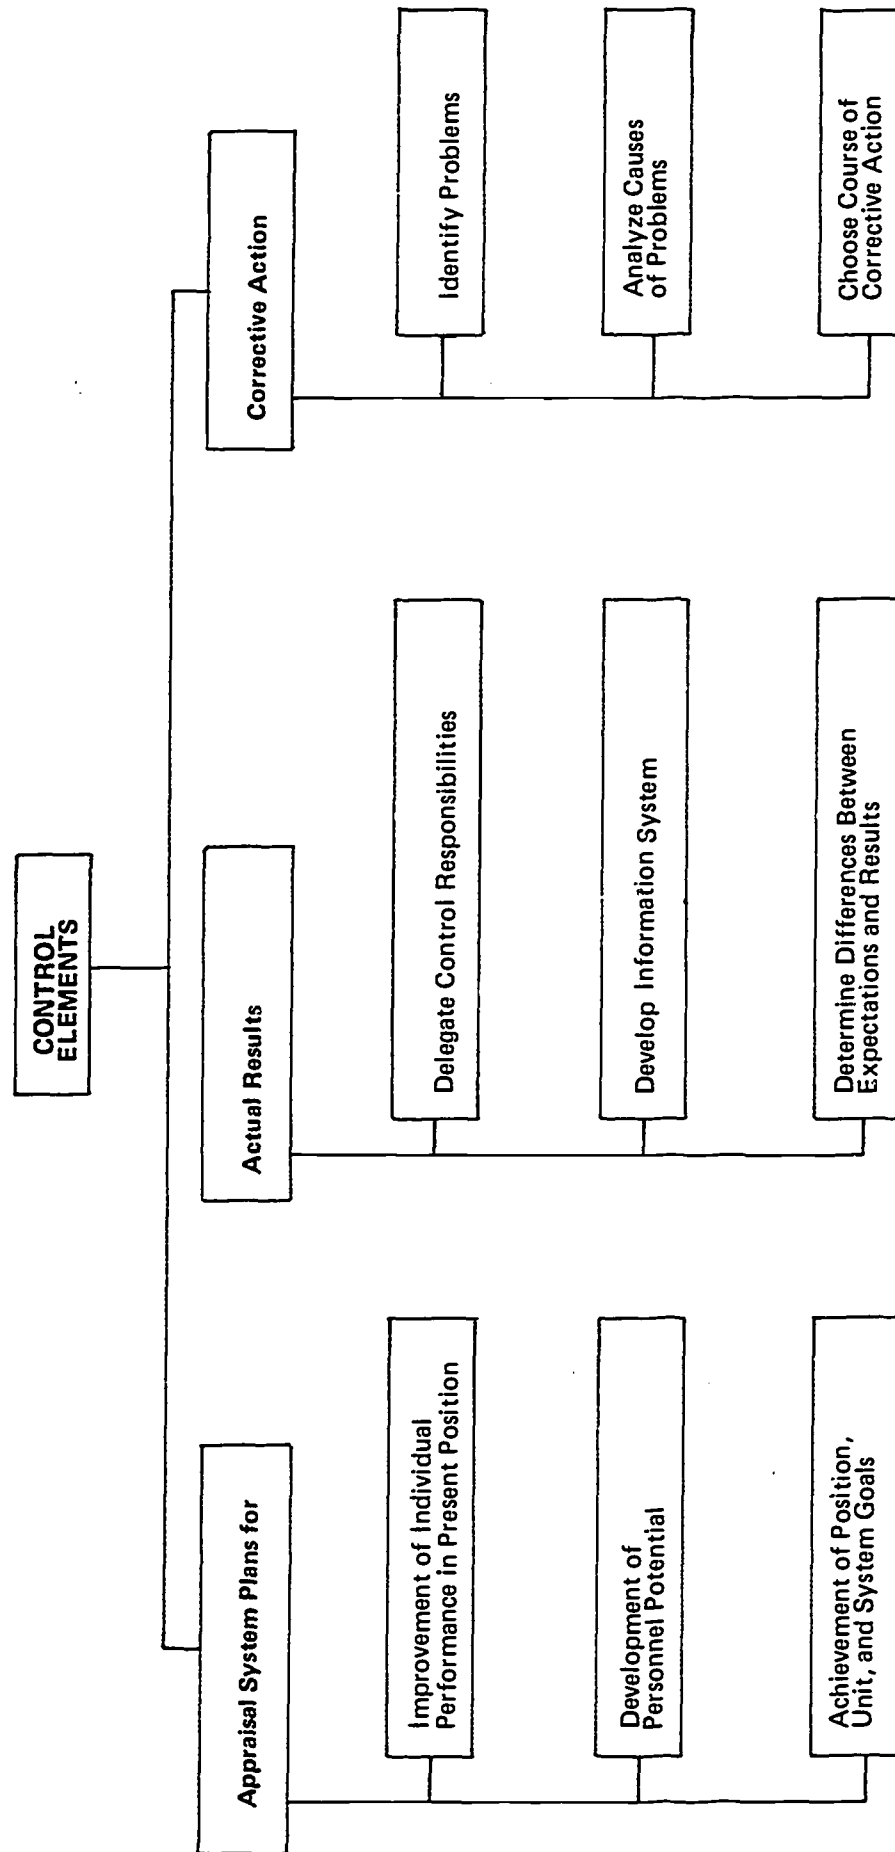 CONTROL
ELEMENTS
Appraisal System Plans for
Improvement of Individual
Performance in Present Position
Development of
Personnel Potential
Achievement of Position,
Unit, and System Goals
Actual Results
Delegate Control Responsibilities
Develop Information System
Determine Differences Between
Expectations and Results
Corrective Action
Identify Problems
Analyze Causes
of Problems
Choose Course of
Corrective Action